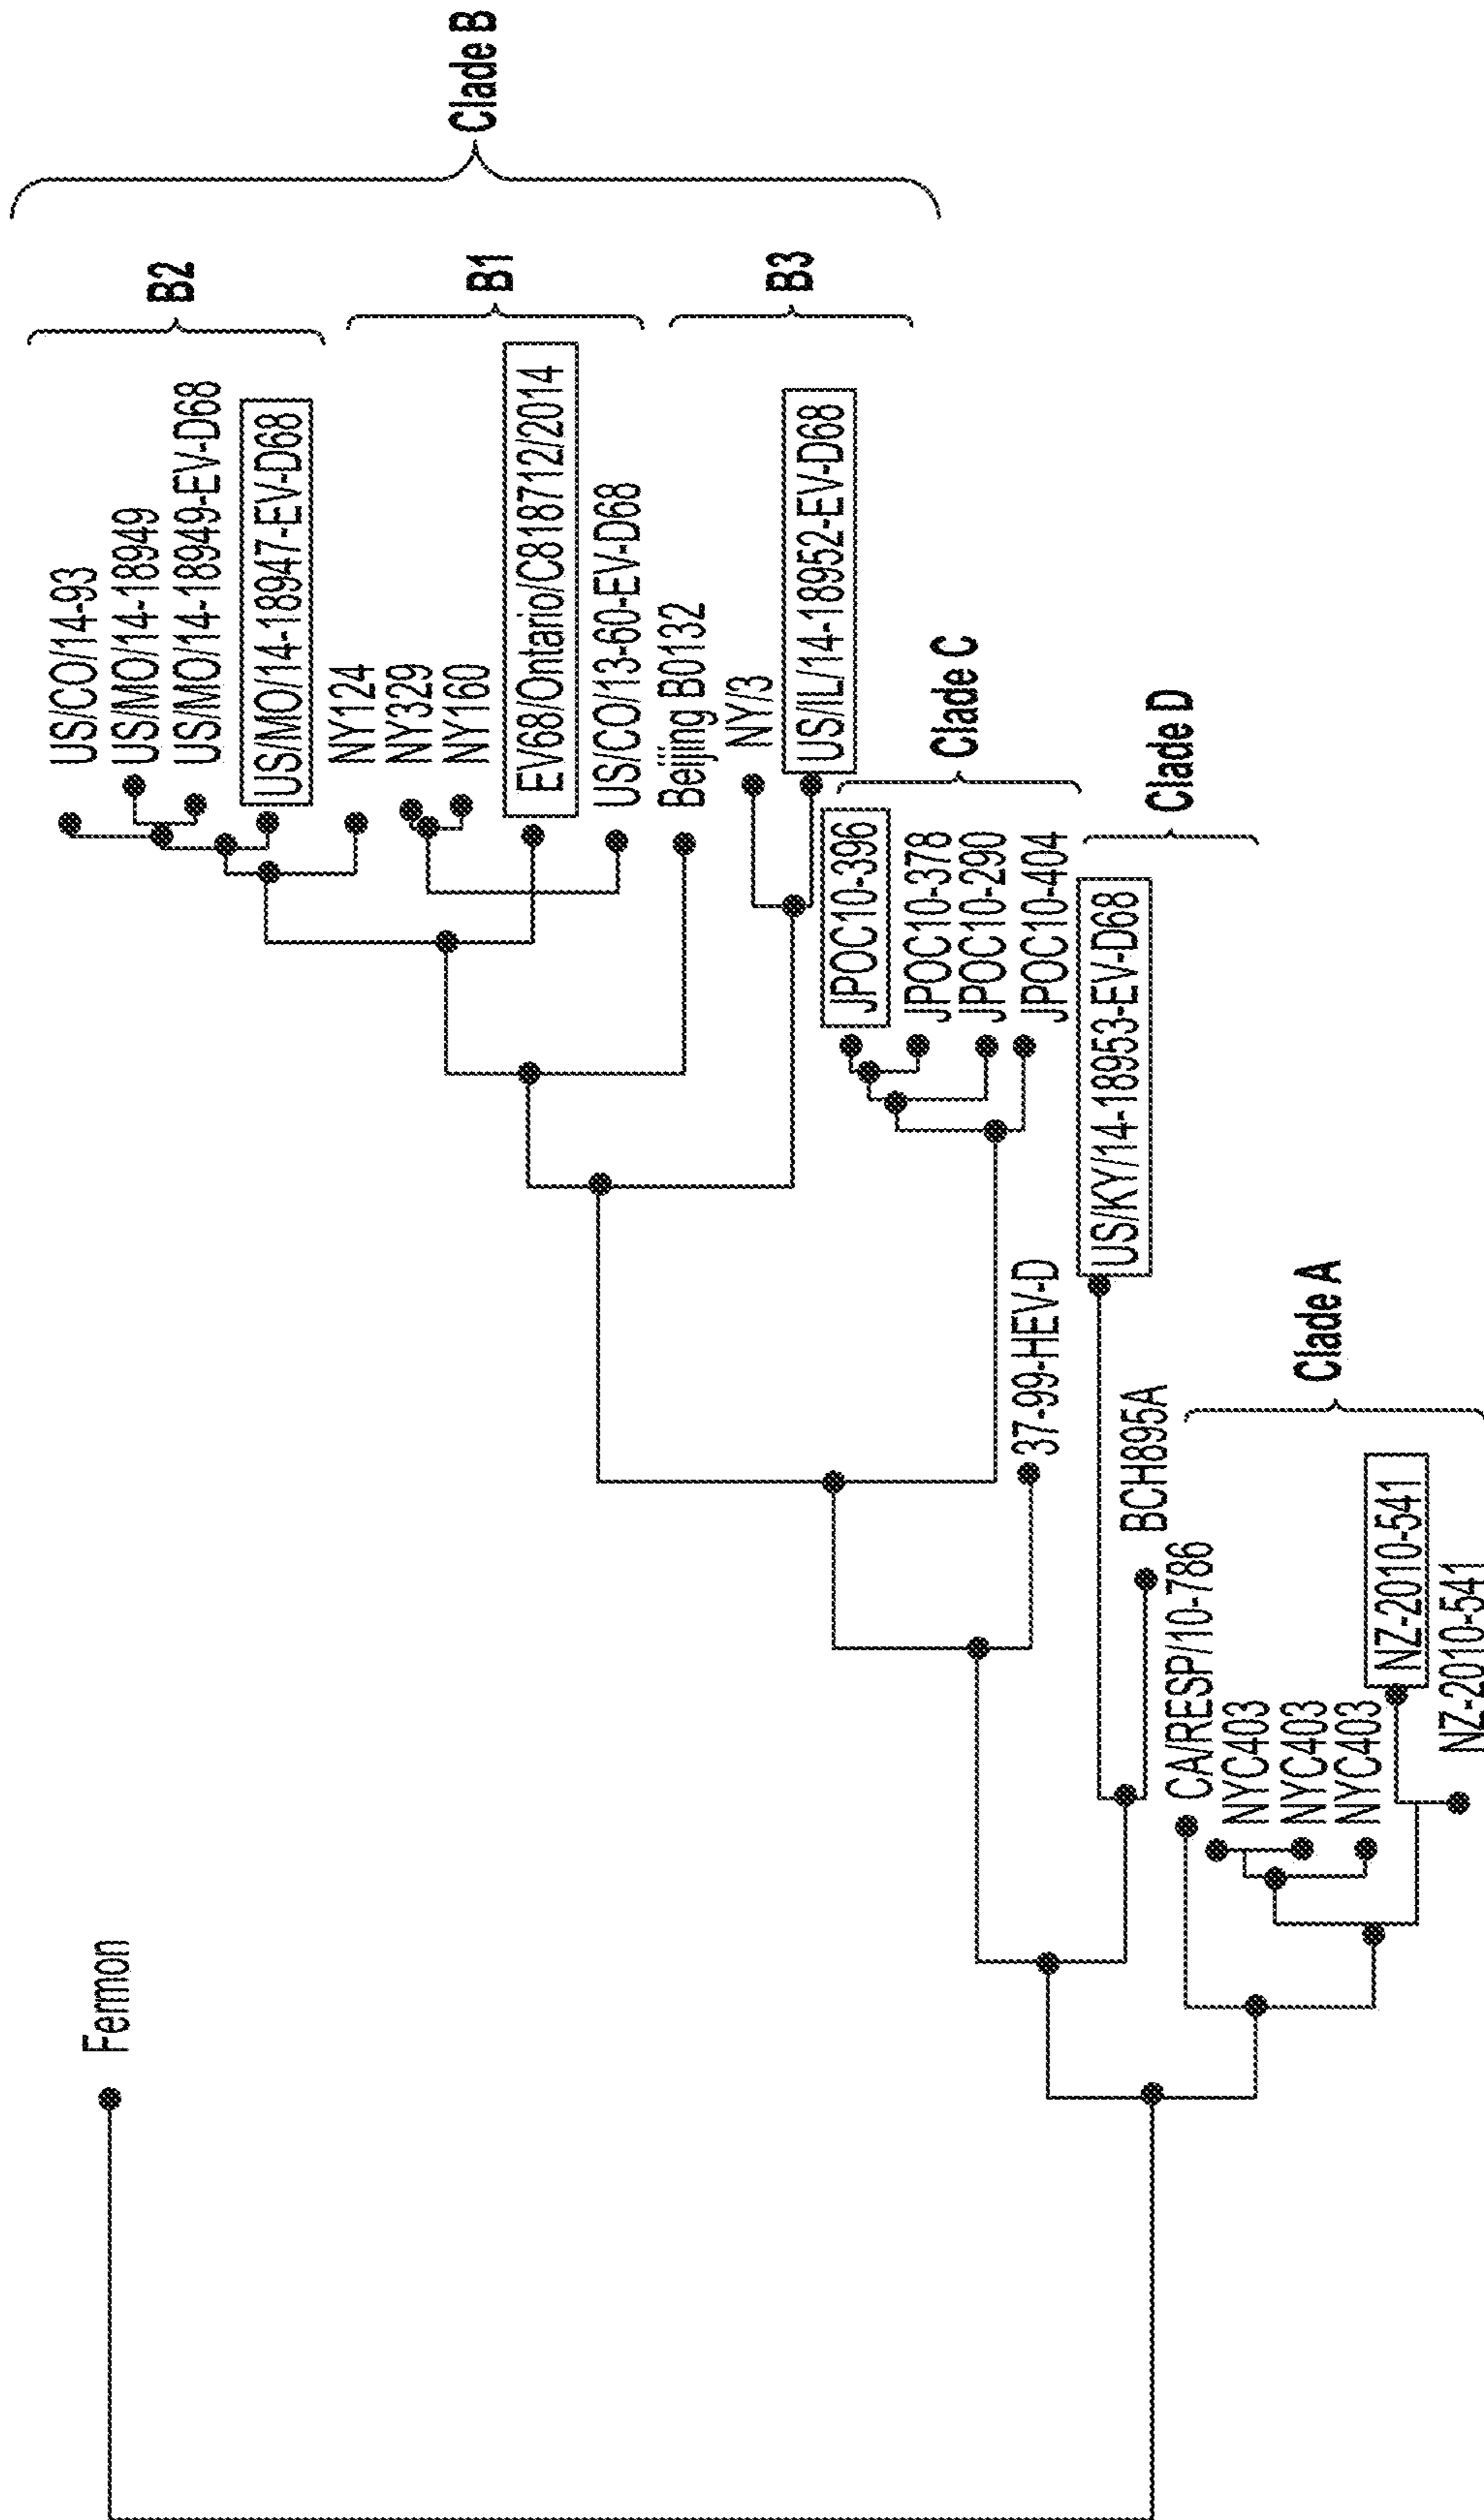 Fermon
US/CO/14-93
US/MO/14-18949
US/MO/14-18949-EV-D68
US/MO/14-18947-EV-D68
B2
NY124
NY329
NY160
EV68/Ontario/C818712/2014
US/CO/13-60-EV-D68
B1
Clade B
Beijing B0132
NY/3
US/IL/14-18952-EV-D68
B3
JPOC10-396
JPOC10-378
JPOC10-290
JPOC10-404
Clade C
37-99-HEV-D
US/KY/14-18953-EV-D68
Clade D
BCH895A
CA/RESP/10-786
NYC403
NYC403
NYC403
NZ-2010-541
NZ-2010-541
Clade A